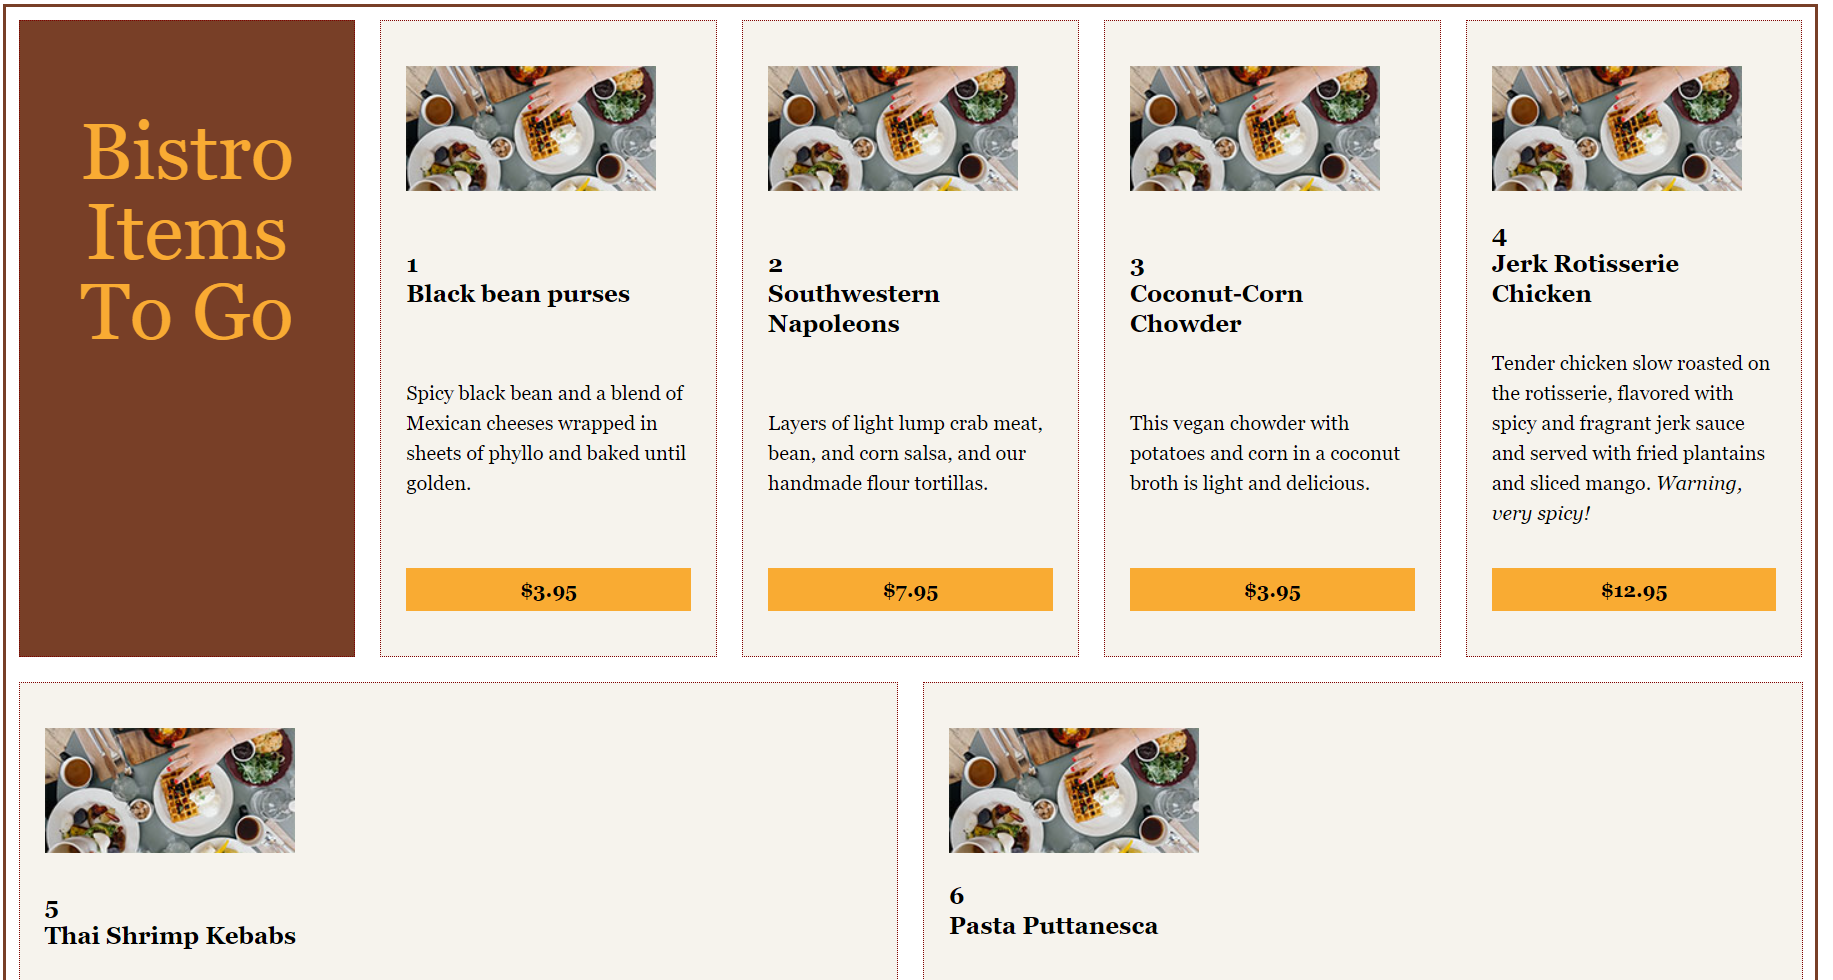 Bistro
Items
To Go
1
Black bean purses
Spicy black bean and a blend of
Mexican cheeses wrapped in
sheets of phyllo and baked until
golden.
$3.95
2
Southwestern
Napoleons
Layers of light lump crab meat,
bean, and corn salsa, and our
handmade flour tortillas.
$7.95
3
Coconut-Corn
Chowder
This vegan chowder with
potatoes and corn in a coconut
broth is light and delicious.
$3.95
4
Jerk Rotisserie
Chicken
Tender chicken slow roasted on
the rotisserie, flavored with
spicy and fragrant jerk sauce
and served with fried plantains
and sliced mango. Warning,
very spicy!
$12.95
5
Thai Shrimp Kebabs
6
Pasta Puttanesca